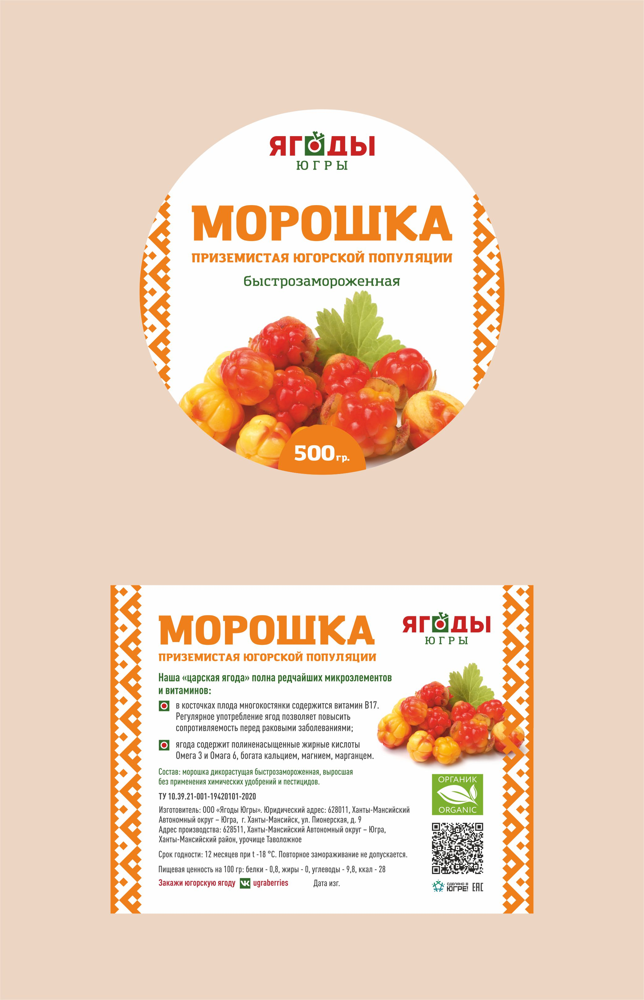 ЯГОДЫ
ЮГРЫ
МОРОШКА
ПРИЗЕМИСТАЯ ЮГОРСКОЙ ПОПУЛЯЦИИ
быстрозамороженная
500 гр.
МОРОШКА
ПРИЗЕМИСТАЯ ЮГОРСКОЙ ПОПУЛЯЦИИ
ЯГОДЫ
ЮГРЫ
Наша «царская ягода» полна редчайших микроэлементов
и витаминов:
в косточках плода многокостянки содержится витамин В17.
Регулярное употребление ягод позволяет повысить
сопротивляемость перед раковыми заболеваниями;
ягода содержит полиненасыщенные жирные кислоты
Омега 3 и Омага 6, богата кальцием, магнием, марганцем.
Состав: морошка дикорастущая быстрозамороженная, выросшая
без применения химических удобрений и пестицидов.
ТУ 10.39.21-001-19420101-2020
Изготовитель: ООО «Ягоды Югры». Юридический адрес: 628011, Ханты-Мансийский
Автономный округ – Югра, г. Ханты-Мансийск, ул. Пионерская, д. 9
Адрес производства: 628511, Ханты-Мансийский Автономный округ – Югра,
Ханты-Мансийский район, урочище Таволожное
Срок годности: 12 месяцев при t -18 °С. Повторное замораживание не допускается.
Пищевая ценность на 100 гр: белки - 0,8, жиры - 0, углеводы - 9,8, ккал - 28
Закажи югорскую ягоду VK ugraberries Дата изг.
ОРГАНИК
ORGANIC
СДЕЛАНО В
ЮГРЕ! EAC